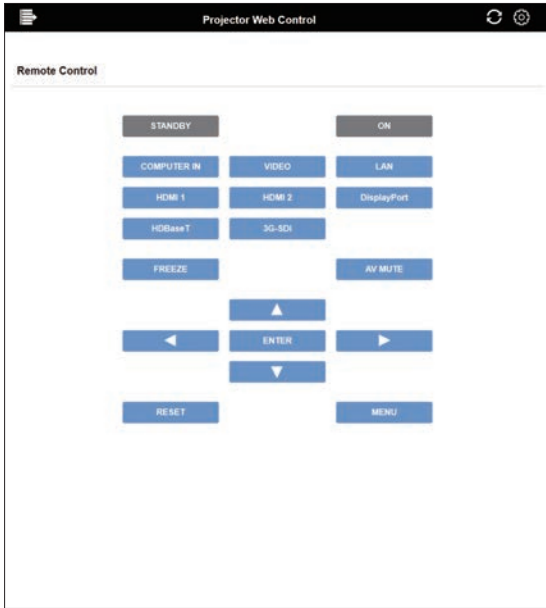 Projector Web Control
Remote Control
STANDBY ON
COMPUTER IN VIDEO LAN
HDMI 1 HDMI 2 DisplayPort
HDBaseT 3G-SDI
FREEZE AV MUTE
ENTER
RESET MENU